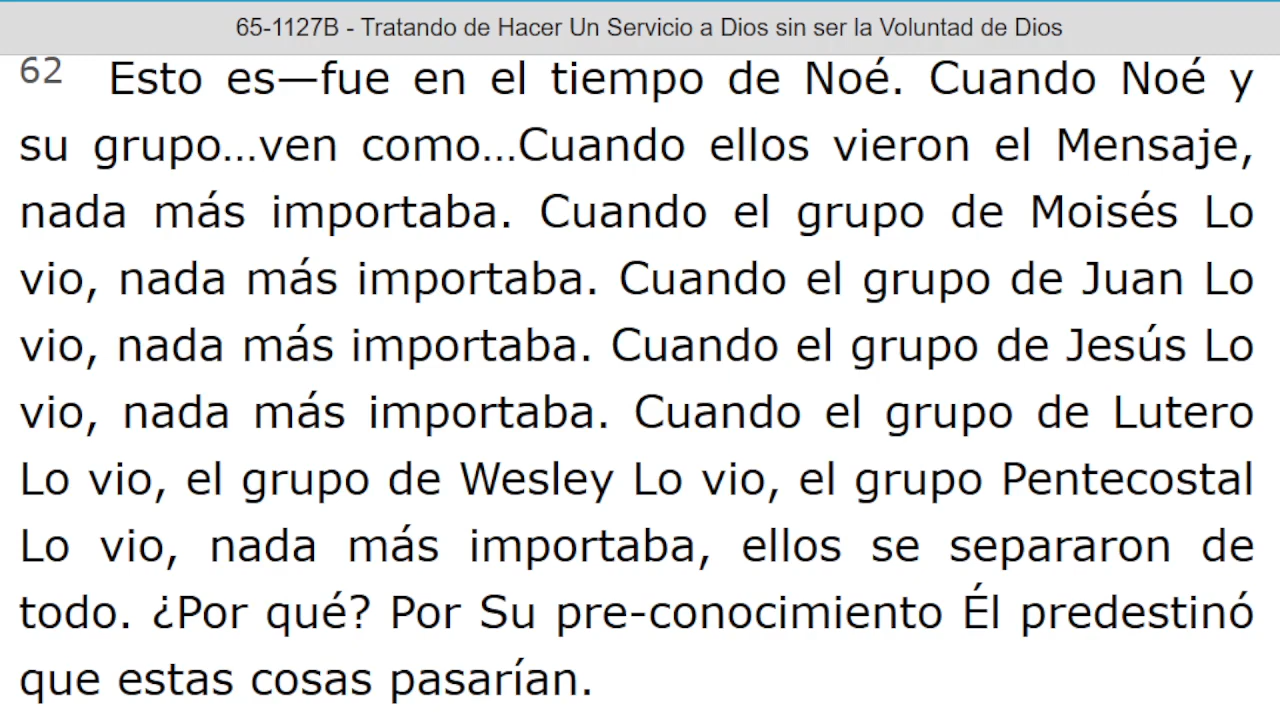 65-1127B - Tratando de Hacer Un Servicio a Dios sin ser la Voluntad de Dios
62 Esto es—fue en el tiempo de Noé. Cuando Noé y
su grupo...ven como...Cuando ellos vieron el Mensaje,
nada más importaba. Cuando el grupo de Moisés Lo
vio, nada más importaba. Cuando el grupo de Juan Lo
vio, nada más importaba. Cuando el grupo de Jesús Lo
vio, nada más importaba. Cuando el grupo de Lutero
Lo vio, el grupo de Wesley Lo vio, el grupo Pentecostal
Lo vio, nada más importaba, ellos se separaron de
todo. ¿Por qué? Por Su pre-conocimiento Él predestinó
que estas cosas pasarían.